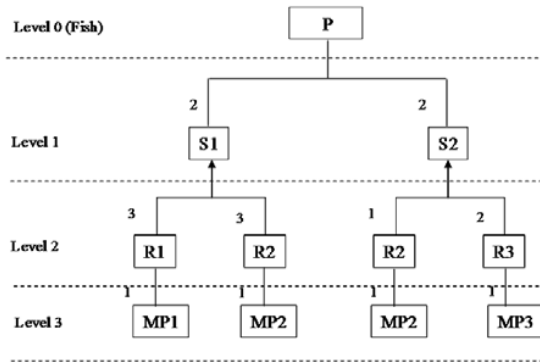 Level 0 (Fish)
P
2
2
Level 1
S1
S2
3
3
1
2
Level 2
R1
R2
R2
R3
1
1
1
1
Level 3
MP1
MP2
MP2
MP3